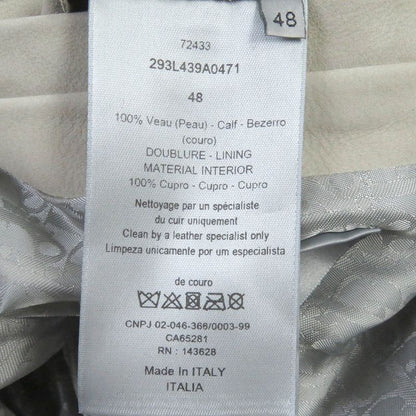 48
72433
293L439A0471
48
100% Veau (Peau) - Calf - Bezerro
(couro)
DOUBLURE - LINING
MATERIAL INTERIOR
100% Cupro - Cupro - Cupro
Nettoyage par un spécialiste
du cuir uniquement
Clean by a leather specialist only
Limpeza unicamente por um especialista
de couro
CNPJ 02-046-366/0003-99
CA65281
RN : 143628
Made In ITALY
ITALIA